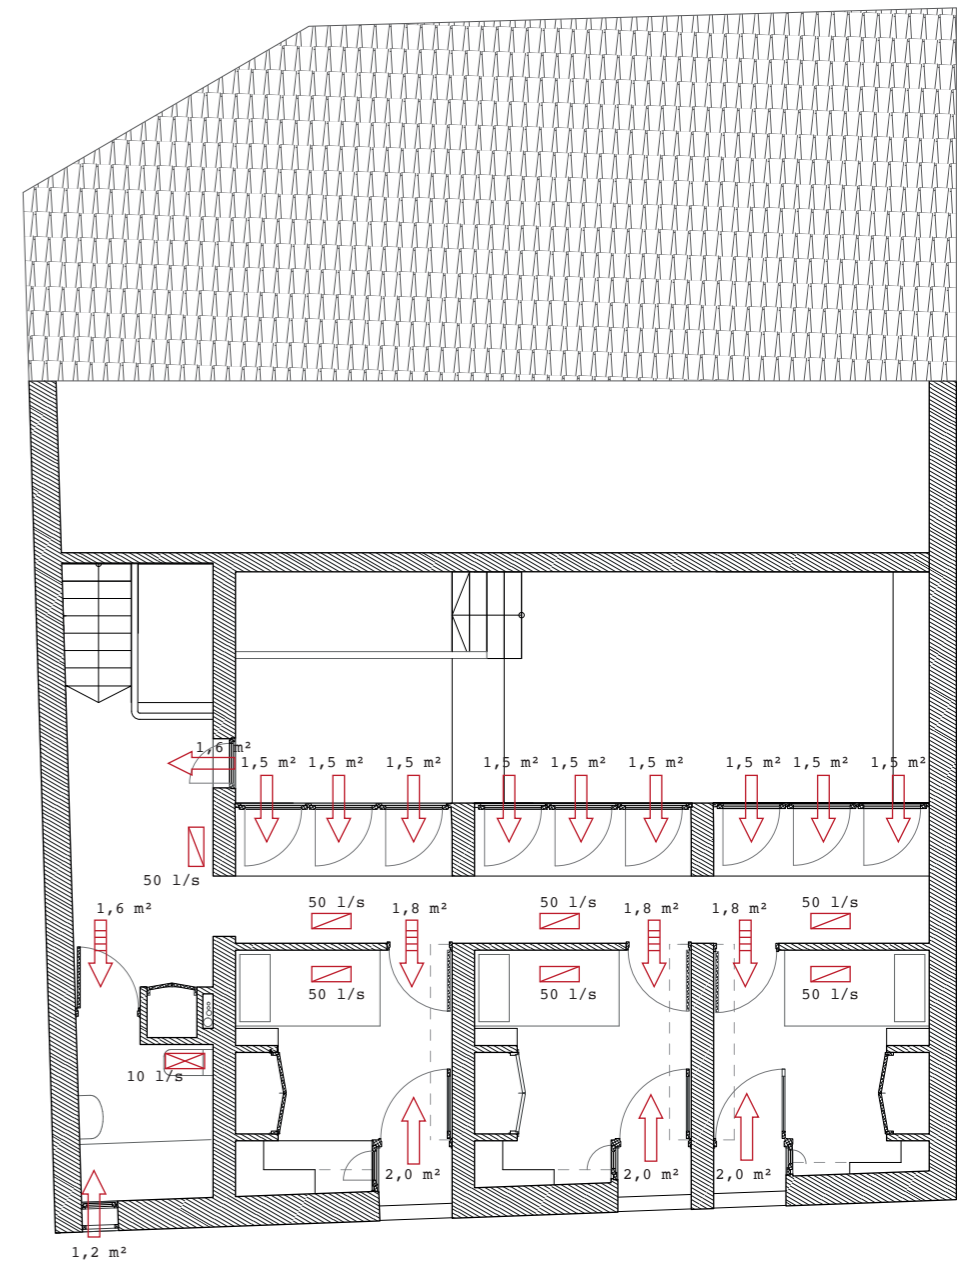 1,6 m²
1,5 m² 1,5 m² 1,5 m² 1,5 m² 1,5 m² 1,5 m² 1,5 m² 1,5 m² 1,5 m²
50 l/s
50 l/s 50 l/s 50 l/s
1,6 m² 1,8 m² 1,8 m² 1,8 m²
50 l/s 50 l/s 50 l/s
10 l/s
2,0 m² 2,0 m² 2,0 m²
1,2 m²